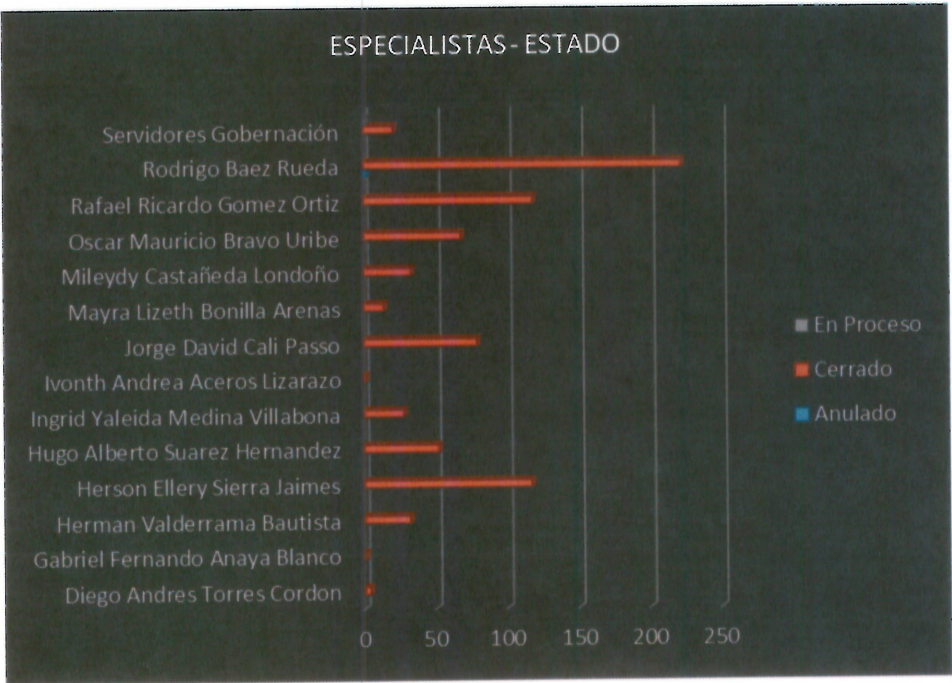 ESPECIALISTAS - ESTADO
Servidores Gobernación
Rodrigo Baez Rueda
Rafael Ricardo Gomez Ortiz
Oscar Mauricio Bravo Uribe
Mileydy Castañeda Londoño
Mayra Lizeth Bonilla Arenas
Jorge David Cali Passo
Ivonth Andrea Aceros Lizarazo
Ingrid Yaleida Medina Villabona
Hugo Alberto Suarez Hernandez
Herson Ellery Sierra Jaimes
Herman Valderrama Bautista
Gabriel Fernando Anaya Blanco
Diego Andres Torres Cordon
0 50 100 150 200 250
En Proceso
Cerrado
Anulado